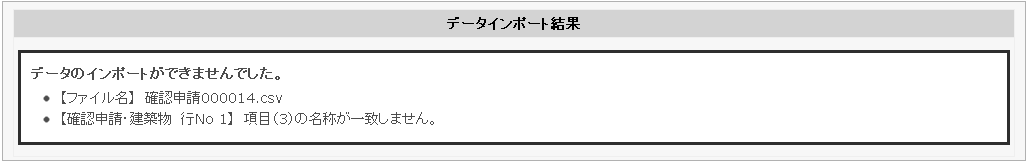 データインポート結果
データのインポートができませんでした。
• 【ファイル名】 確認申請000014.csv
• 【確認申請・建築物 行No 1】 項目(3)の名称が一致しません。